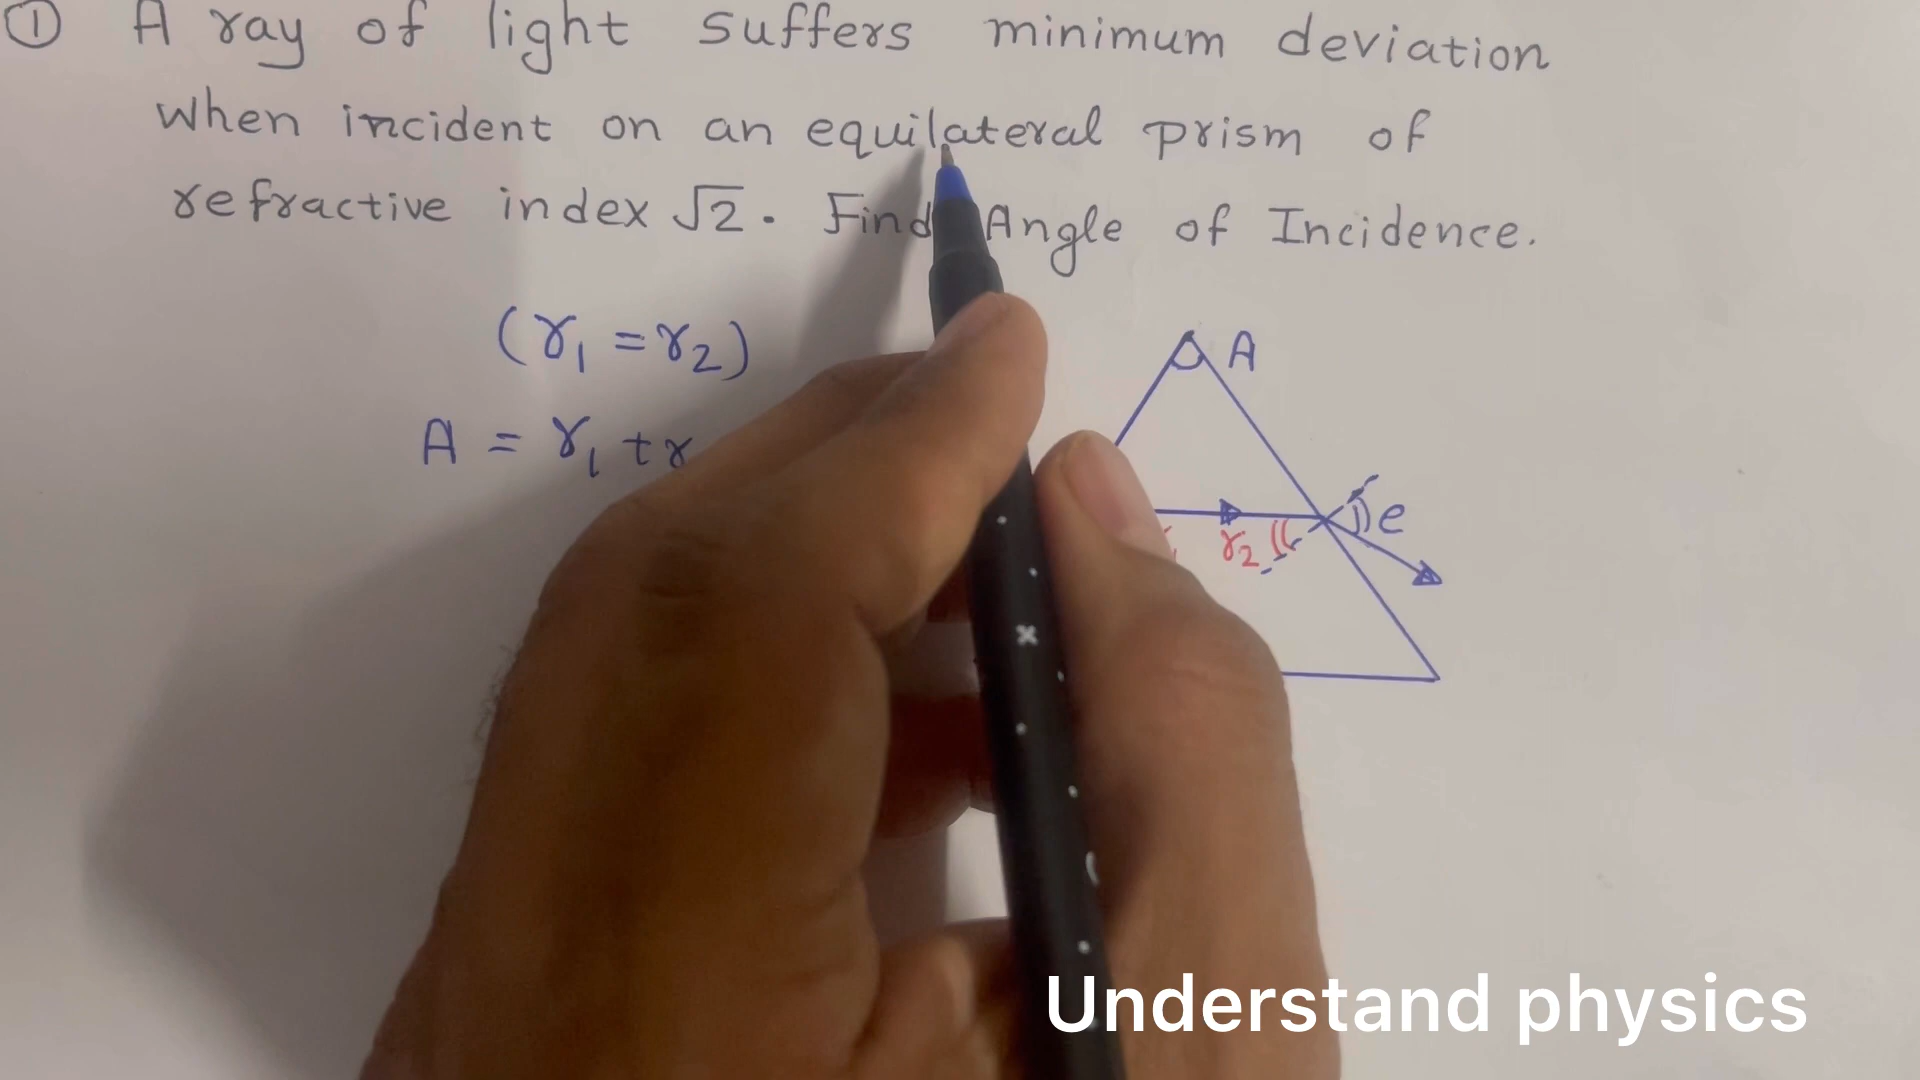 ① A ray of light suffers minimum deviation
when incident on an equilateral prism of
refractive index √2. Find Angle of Incidence.
(r₁ = r₂)
A = r₁ + r
A
r₂
e
Understand physics